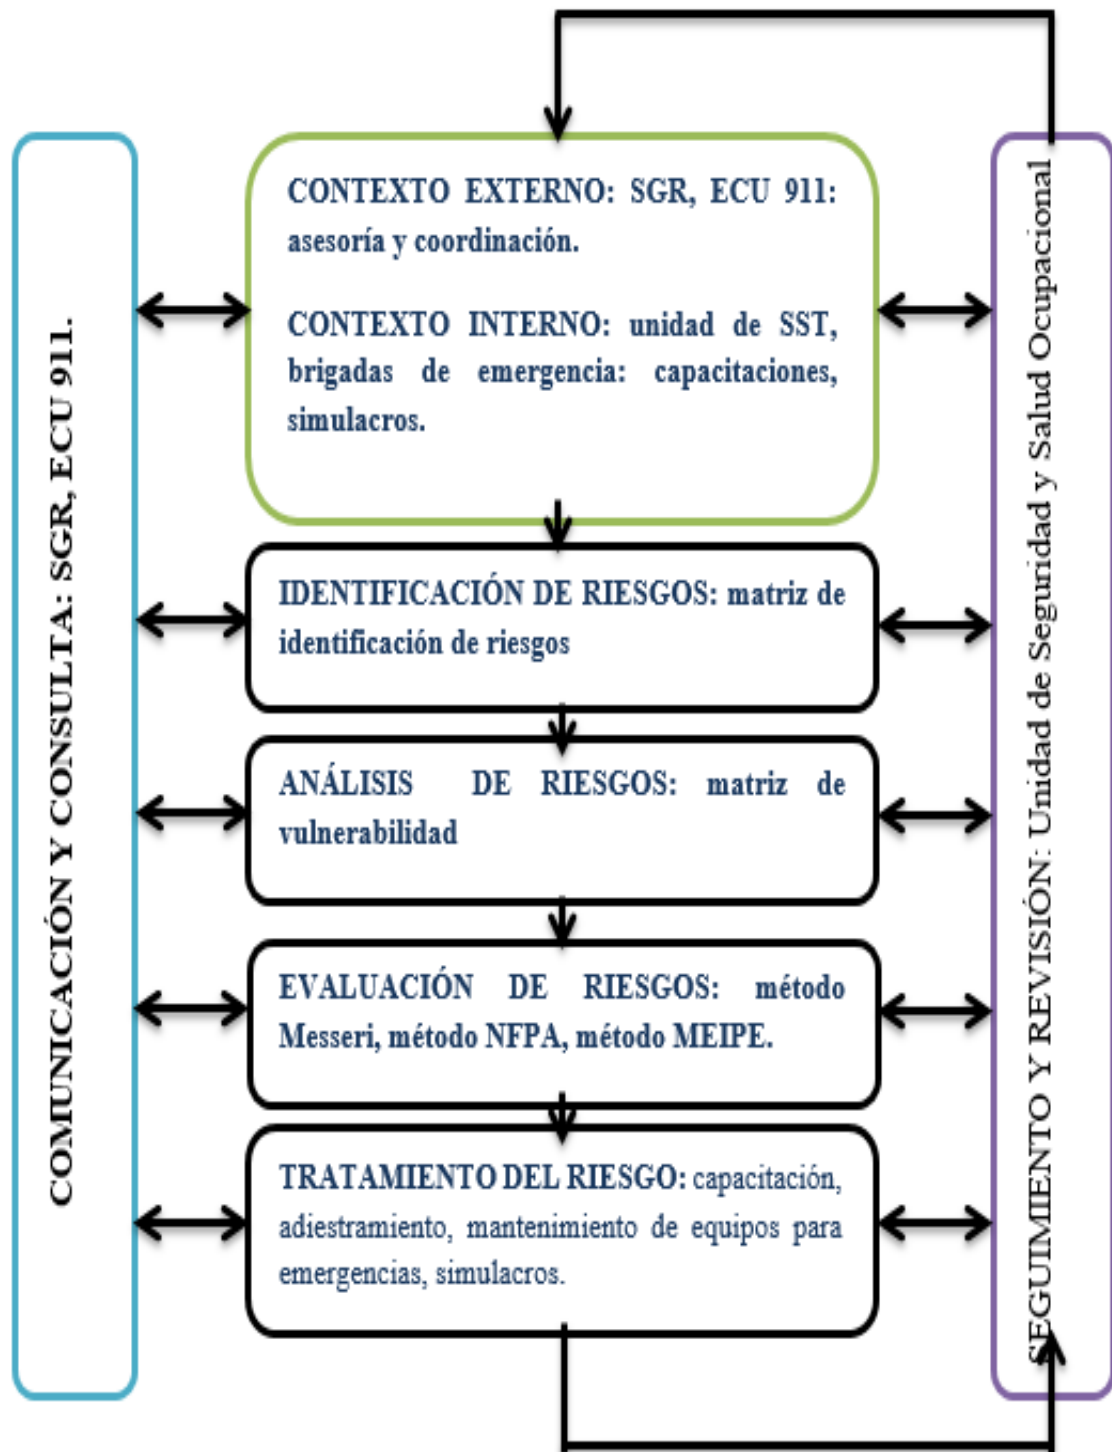 COMUNICACIÓN Y CONSULTA: SGR, ECU 911.
CONTEXTO EXTERNO: SGR, ECU 911:
asesoría y coordinación.
CONTEXTO INTERNO: unidad de SST,
brigadas de emergencia: capacitaciones,
simulacros.
IDENTIFICACIÓN DE RIESGOS: matriz de
identificación de riesgos
ANÁLISIS DE RIESGOS: matriz de
vulnerabilidad
EVALUACIÓN DE RIESGOS: método
Messeri, método NFPA, método MEIPE.
TRATAMIENTO DEL RIESGO: capacitación,
adiestramiento, mantenimiento de equipos para
emergencias, simulacros.
SEGUIMIENTO Y REVISIÓN: Unidad de Seguridad y Salud Ocupacional